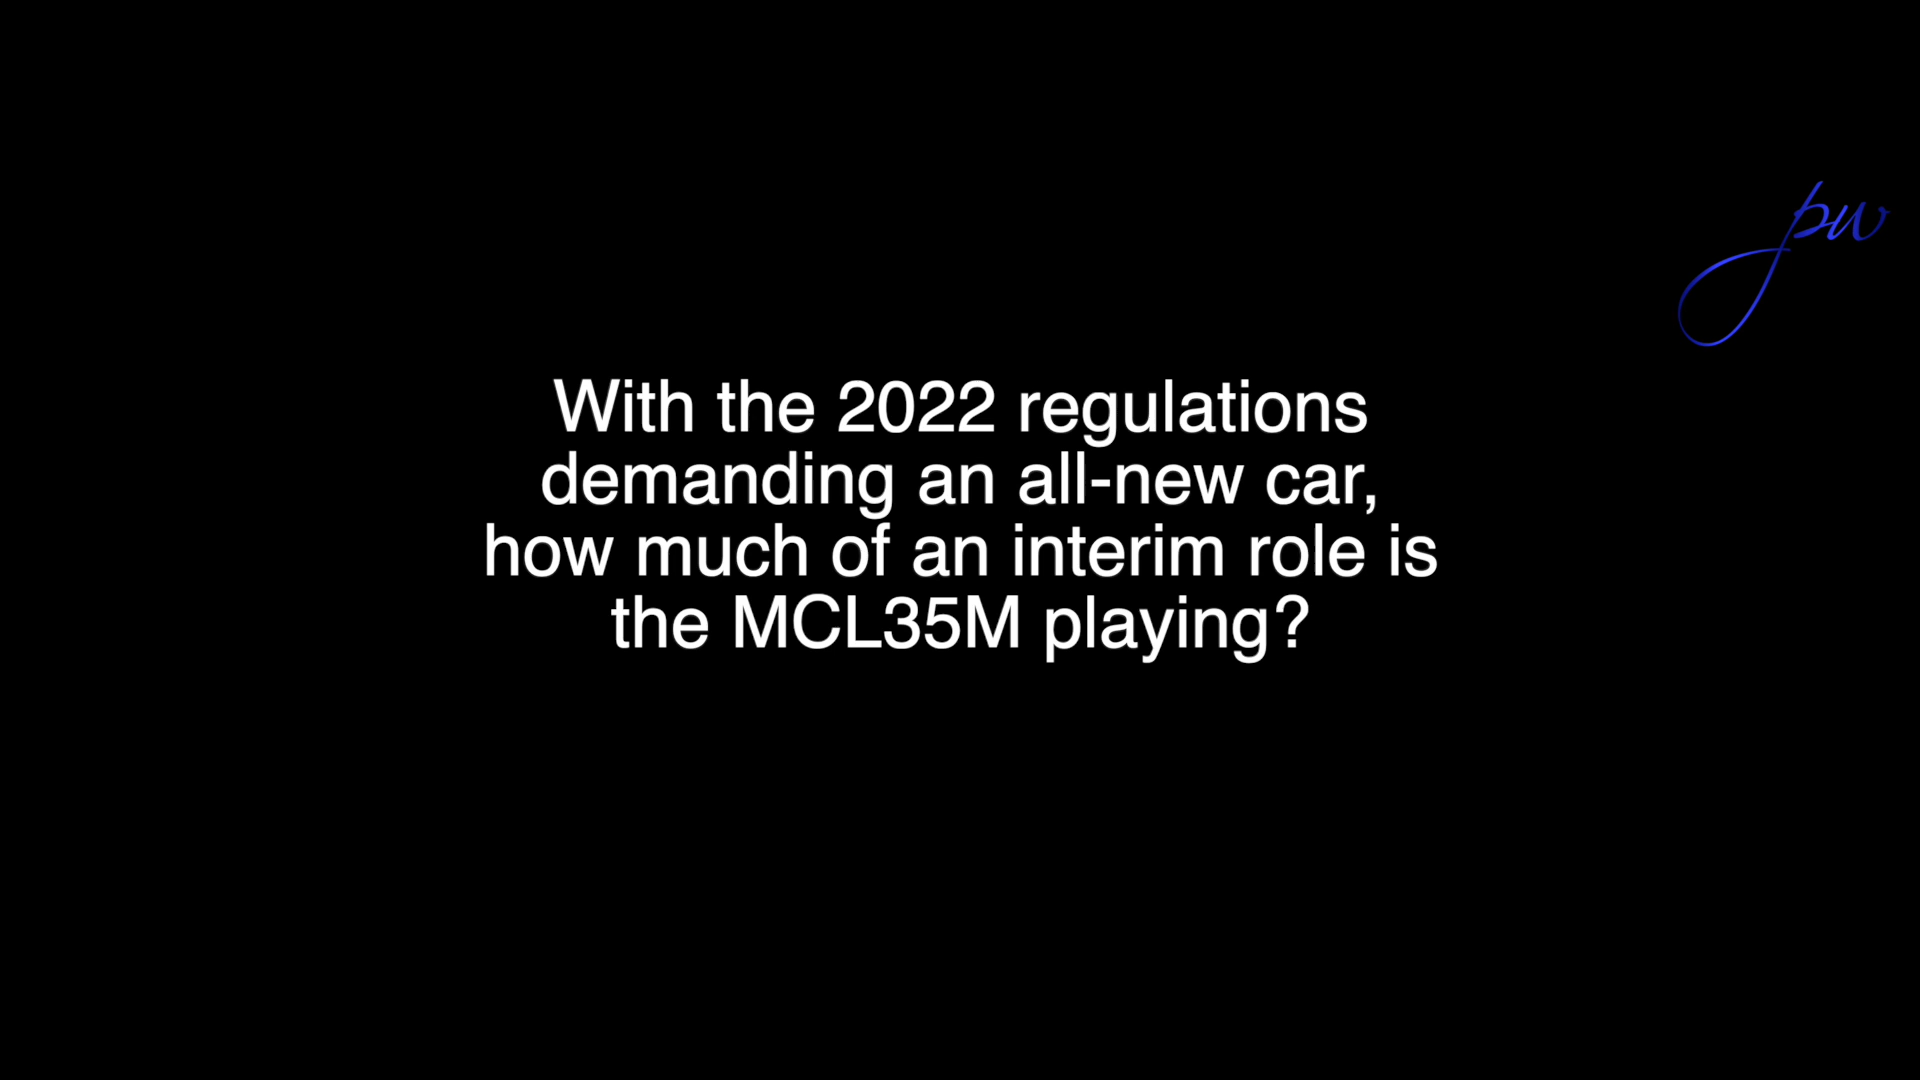 pw
With the 2022 regulations
demanding an all-new car,
how much of an interim role is
the MCL35M playing?